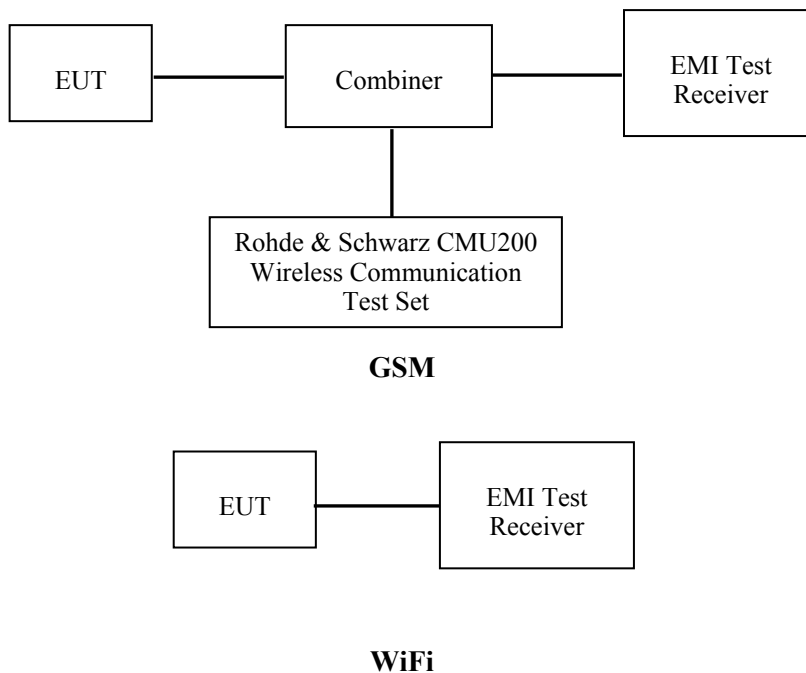 EUT
Combiner
EMI Test
Receiver
Rohde & Schwarz CMU200
Wireless Communication
Test Set
GSM
EUT
EMI Test
Receiver
WiFi